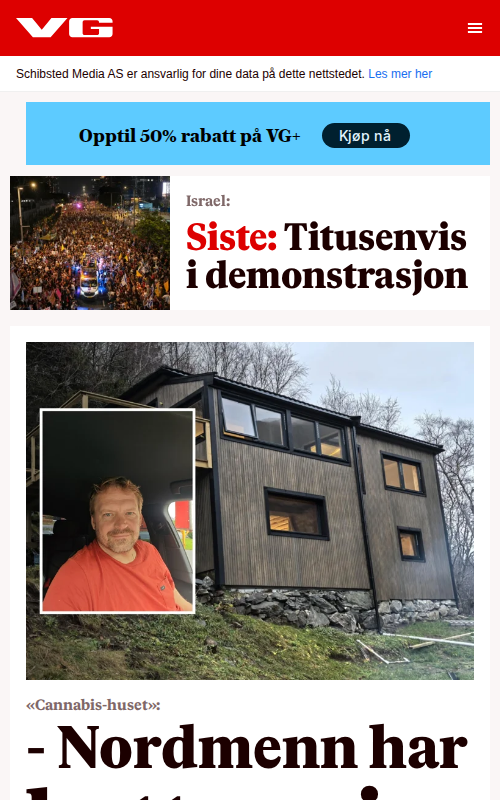 VG
Schibsted Media AS er ansvarlig for dine data på dette nettstedet. Les mer her
Opptil 50% rabatt på VG+ Kjøp nå
Israel:
Siste: Titusenvis
i demonstrasjon
«Cannabis-huset»:
- Nordmenn har